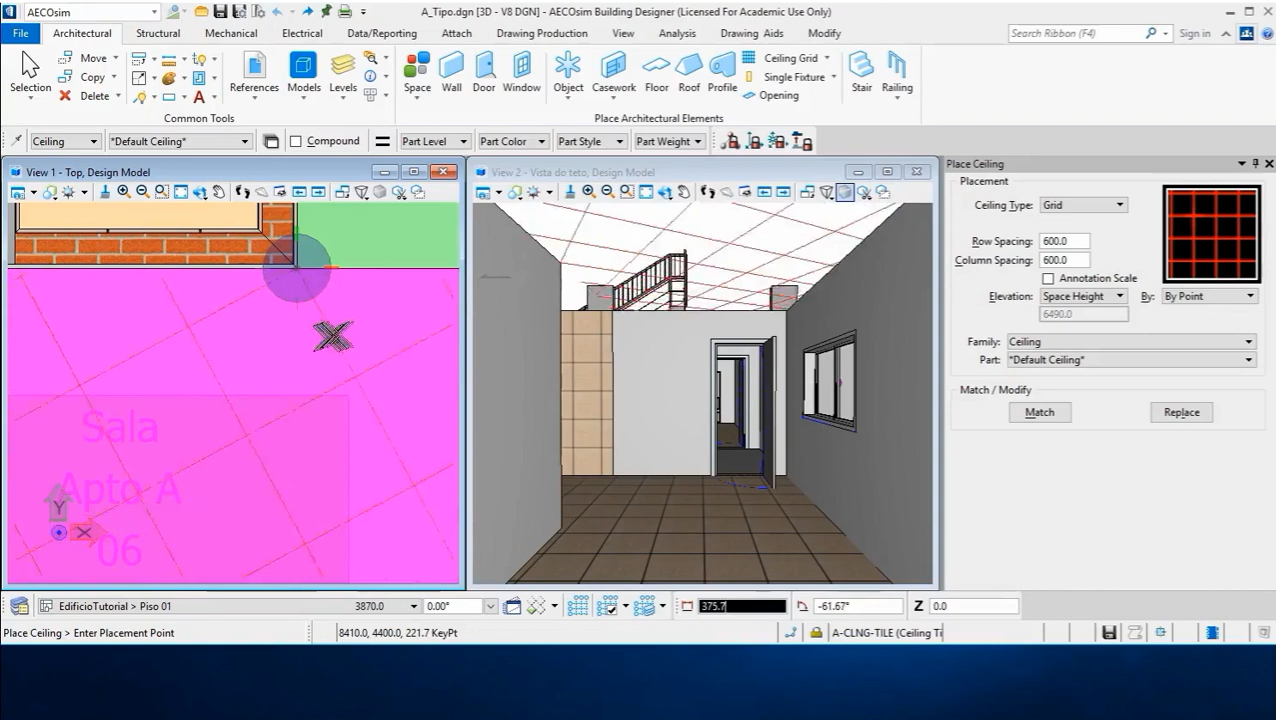 AECOsim
A_Tipo.dgn [3D - V8 DGN] - AECOsim Building Designer (Licensed For Academic Use Only)
File Architectural Structural Mechanical Electrical Data/Reporting Attach Drawing Production View Analysis Drawing Aids Modify
Search Ribbon (F4)
Sign in
Selection
Move
Copy
Delete
References
Models
Levels
Space
Wall
Door
Window
Object
Casework
Floor
Roof
Profile
Ceiling Grid
Single Fixture
Opening
Stair
Railing
Common Tools
Place Architectural Elements
Ceiling
*Default Ceiling*
Compound
Part Level
Part Color
Part Style
Part Weight
View 1 - Top, Design Model
View 2 - Vista do teto, Design Model
Sala
Apto A
06
Y
X
Place Ceiling
Placement
Ceiling Type: Grid
Row Spacing: 600.0
Column Spacing: 600.0
Annotation Scale
Elevation: Space Height By: By Point
6490.0
Family: Ceiling
Part: *Default Ceiling*
Match / Modify
Match
Replace
EdificioTutorial > Piso 01 3870.0 0.00° 375.7 -61.67° Z 0.0
Place Ceiling > Enter Placement Point 8410.0, 4400.0, 221.7 KeyPt A-CLNG-TILE (Ceiling Ti